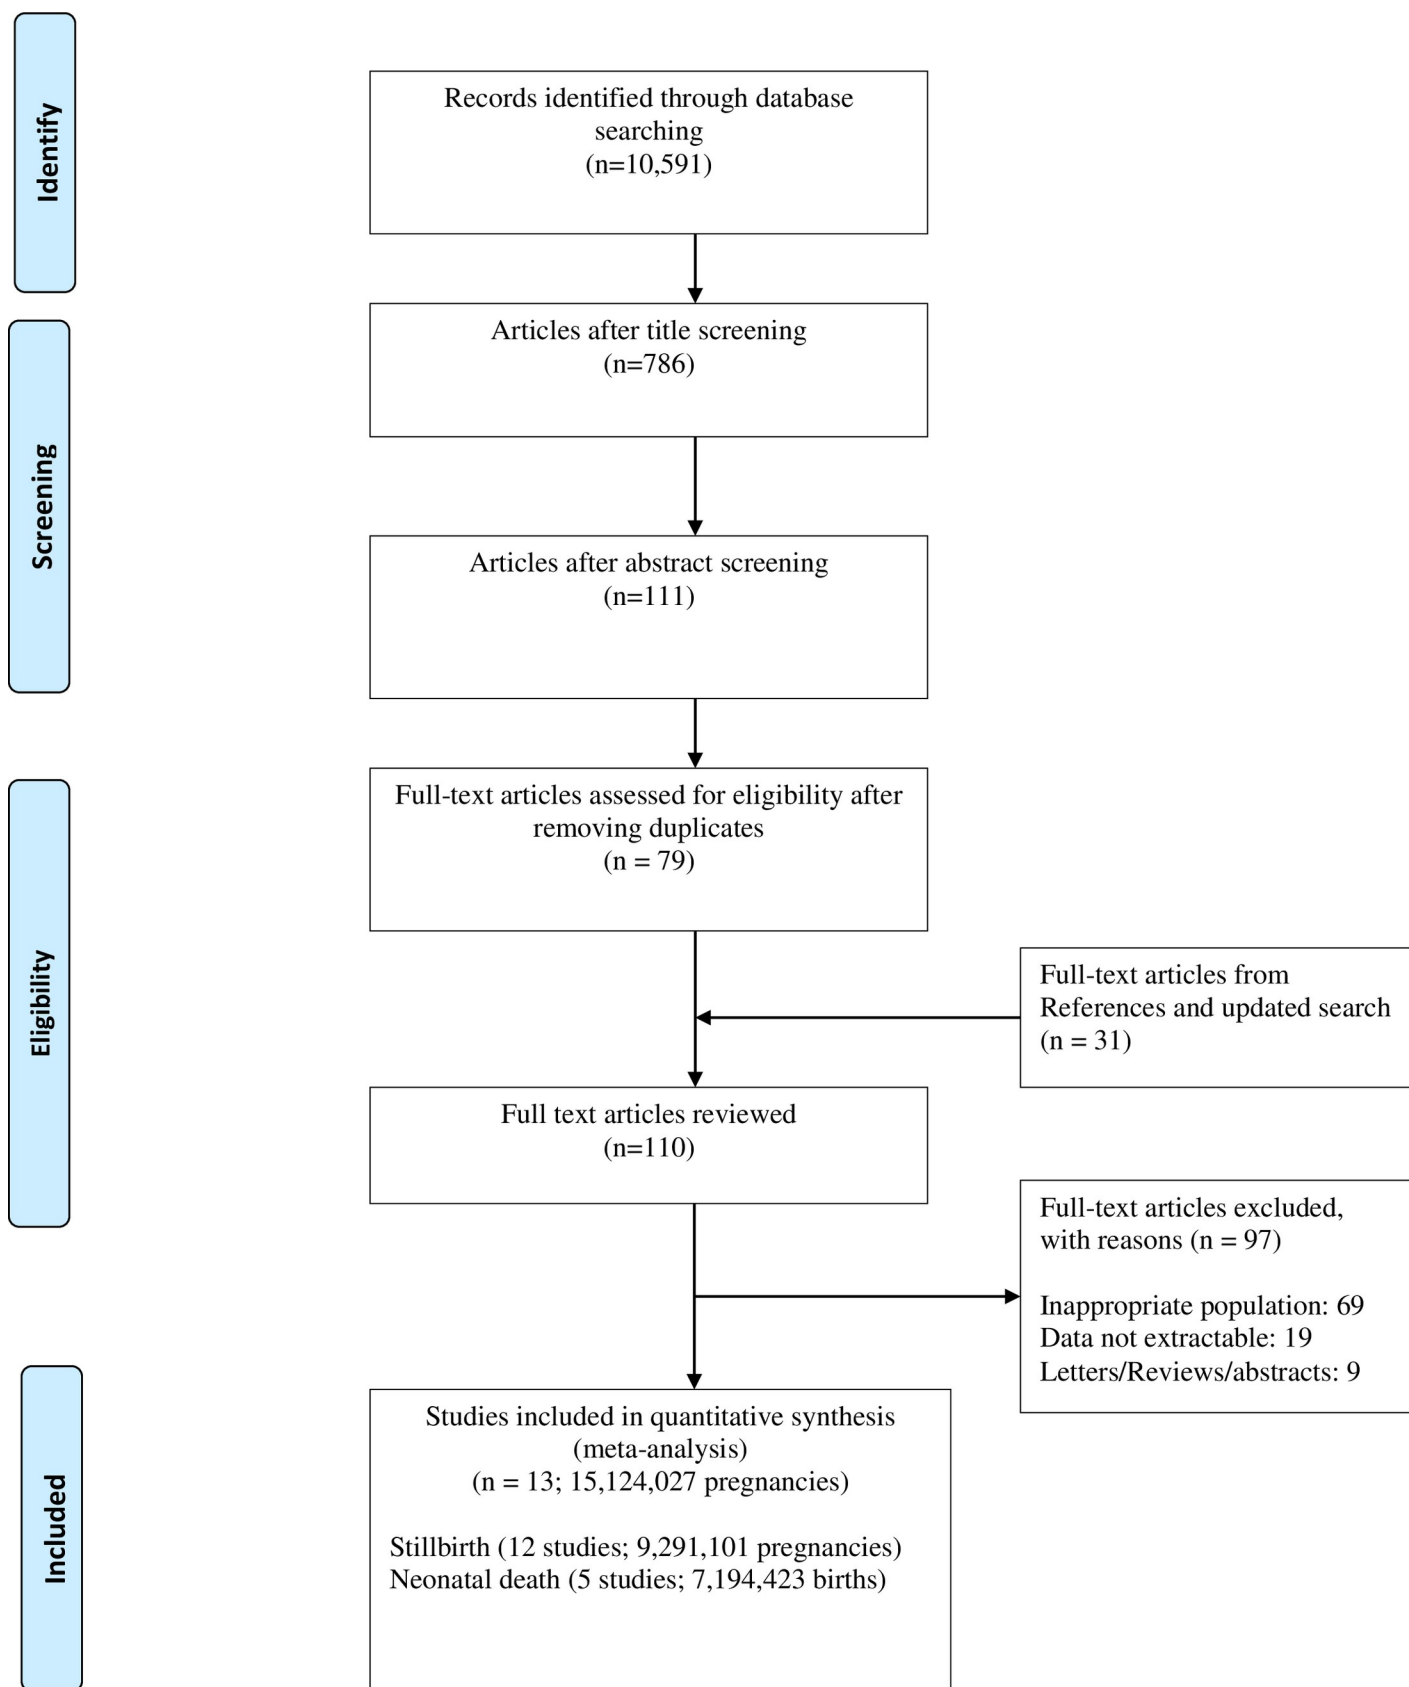 Identify
Records identified through database
searching
(n=10,591)
Screening
Articles after title screening
(n=786)
Articles after abstract screening
(n=111)
Eligibility
Full-text articles assessed for eligibility after
removing duplicates
(n = 79)
Full-text articles from
References and updated search
(n = 31)
Full text articles reviewed
(n=110)
Full-text articles excluded,
with reasons (n = 97)
Inappropriate population: 69
Data not extractable: 19
Letters/Reviews/abstracts: 9
Included
Studies included in quantitative synthesis
(meta-analysis)
(n = 13; 15,124,027 pregnancies)
Stillbirth (12 studies; 9,291,101 pregnancies)
Neonatal death (5 studies; 7,194,423 births)